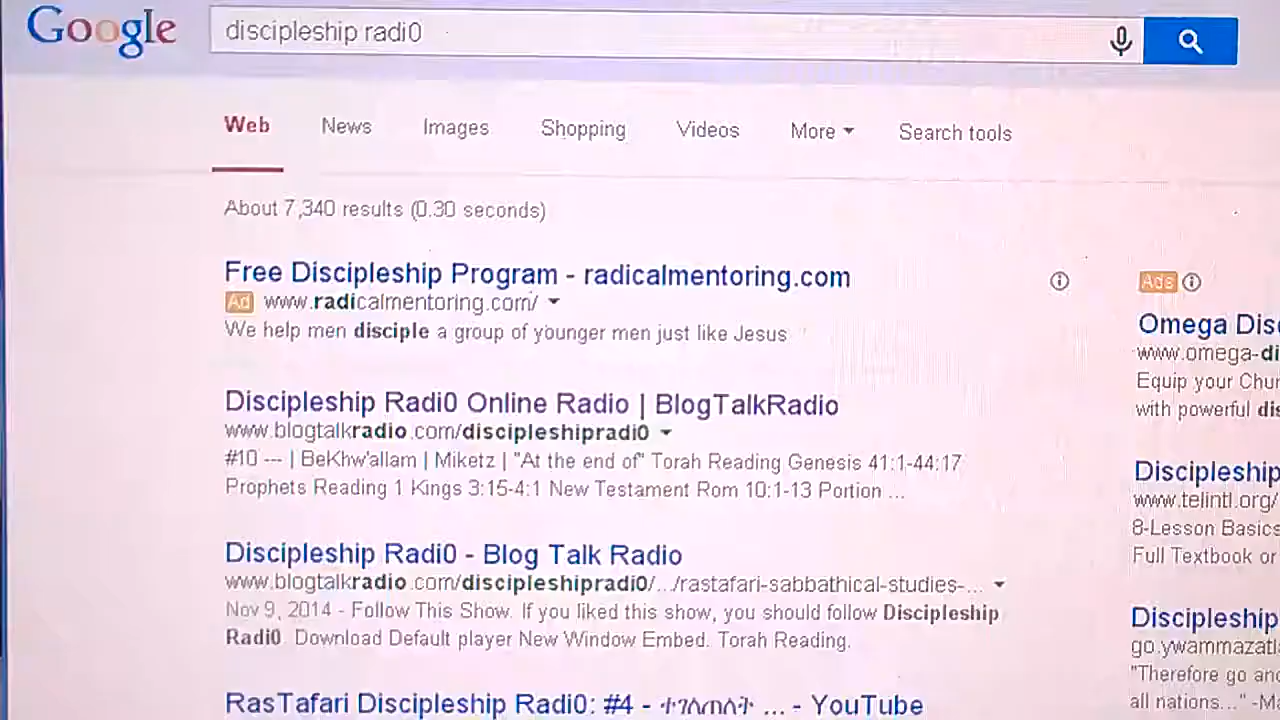 Google
discipleship radi0
Web News Images Shopping Videos More Search tools
About 7,340 results (0.30 seconds)
Free Discipleship Program - radicalmentoring.com
Ad www.radicalmentoring.com/
We help men disciple a group of younger men just like Jesus
Discipleship Radi0 Online Radio | BlogTalkRadio
www.blogtalkradio.com/discipleshipradi0
#10 --- | BeKhw'allam | Miketz | "At the end of" Torah Reading Genesis 41:1-44:17
Prophets Reading 1 Kings 3:15-4:1 New Testament Rom 10:1-13 Portion ...
Discipleship Radi0 - Blog Talk Radio
www.blogtalkradio.com/discipleshipradi0/.../rastafari-sabbathical-studies-...
Nov 9, 2014 - Follow This Show. If you liked this show, you should follow Discipleship
Radi0. Download Default player New Window Embed. Torah Reading.
RasTafari Discipleship Radi0: #4 - ... - YouTube
Ads
Omega Disc
www.omega-di
Equip your Chur
with powerful dis
Discipleship
www.telintl.org/
8-Lesson Basics
Full Textbook or
Discipleship
go.ywammazatl
"Therefore go and
all nations..." -Ma